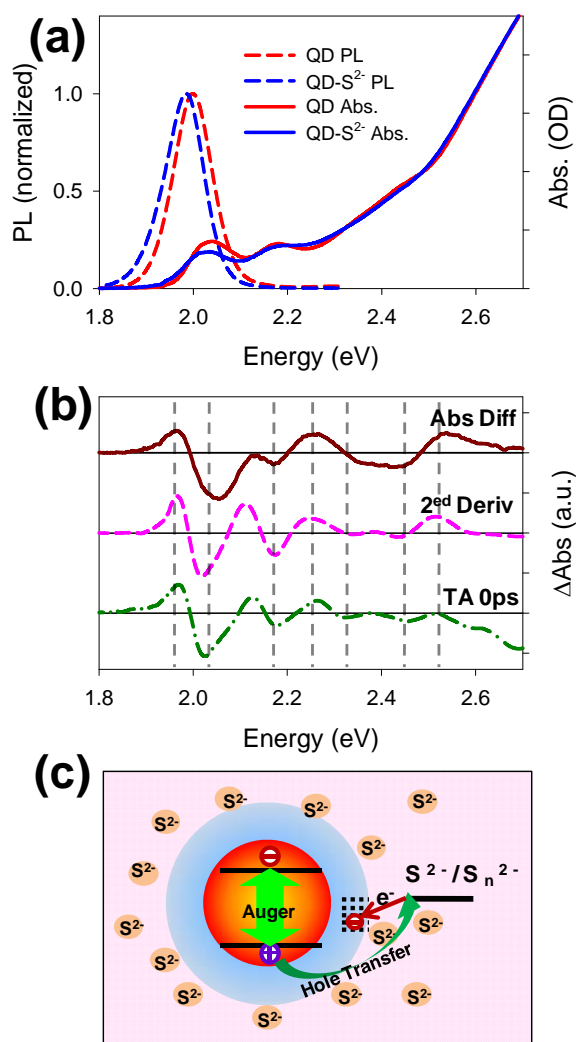 (a)
QD PL
QD-S2- PL
QD Abs.
QD-S2- Abs.
PL (normalized)
1.0
0.5
0.0
Abs. (OD)
1.8 2.0 2.2 2.4 2.6
Energy (eV)
(b)
Abs Diff
2ed Deriv
TA 0ps
ΔAbs (a.u.)
1.8 2.0 2.2 2.4 2.6
Energy (eV)
(c)
S2-
S2-
S2-
S2-
S2-
S2-
S2-
S2-
S 2-/Sn2-
e-
Auger
S2-
S2-
S2-
Hole Transfer
S2-
S2-
S2-
S2-
S2-